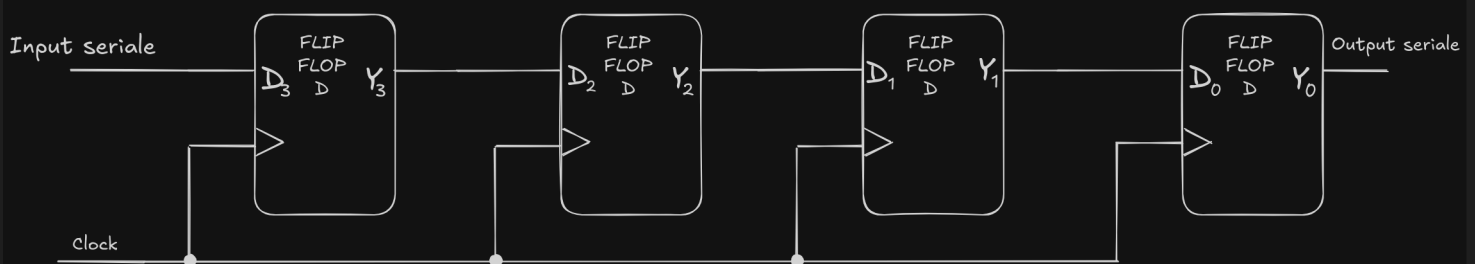 Input seriale
FLIP
FLOP
D
D3
Y3
FLIP
FLOP
D
D2
Y2
FLIP
FLOP
D
D1
Y1
FLIP
FLOP
D
D0
Y0
Output seriale
Clock